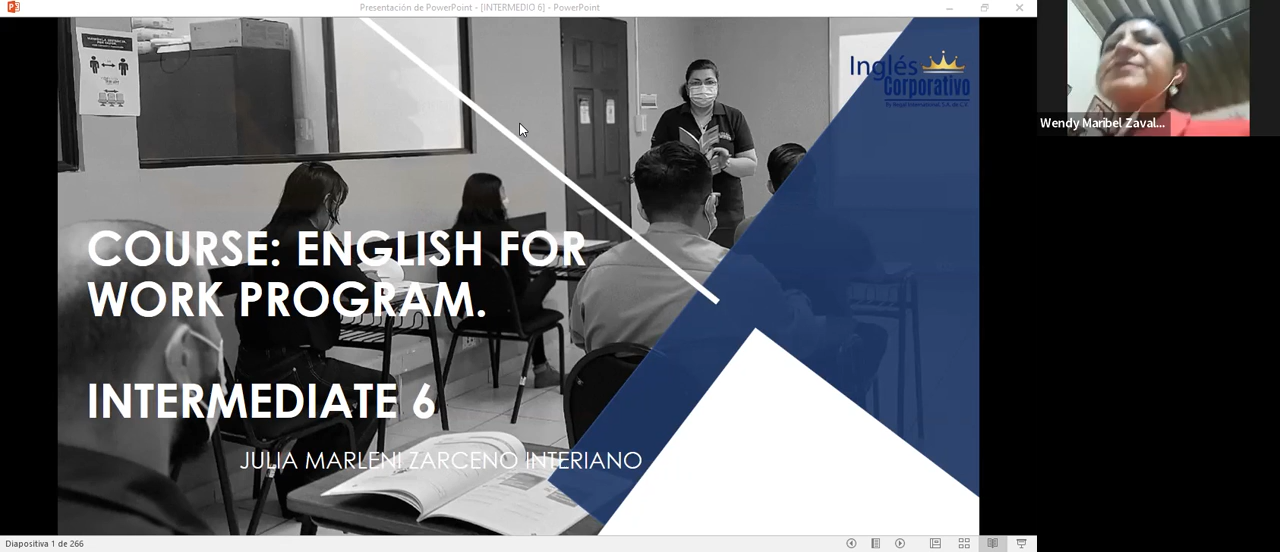 Presentación de PowerPoint - [INTERMEDIO 6] - PowerPoint
Inglés
Corporativo
Wendy Maribel Zaval...
COURSE: ENGLISH FOR
WORK PROGRAM.
INTERMEDIATE 6
JULIA MARLENI ZARCENO INTERIANO
Diapositiva 1 de 266